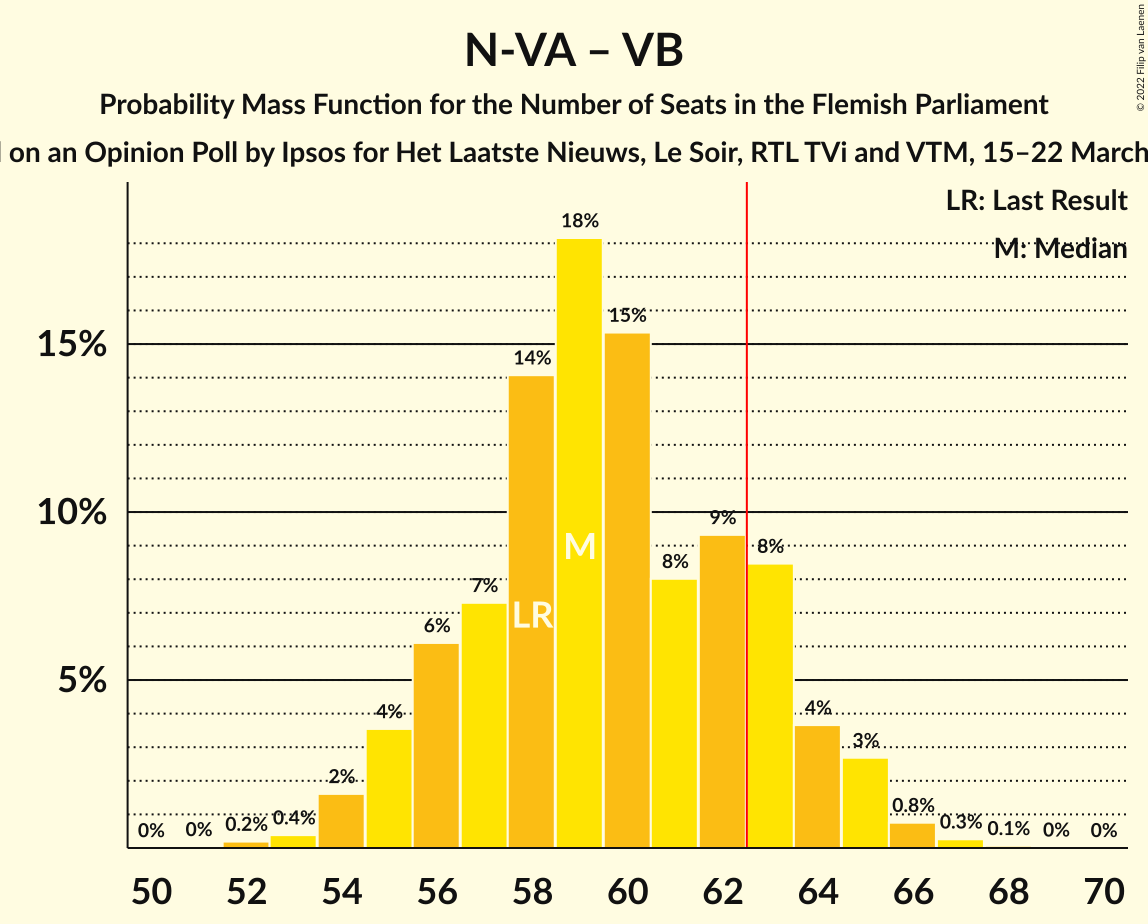 N-VA – VB
Probability Mass Function for the Number of Seats in the Flemish Parliament
on an Opinion Poll by Ipsos for Het Laatste Nieuws, Le Soir, RTL TVi and VTM, 15–22 March
© 2022 Filip van Laenen
LR: Last Result
M: Median
18%
15%
15%
14%
10%
9%
8%
8%
M
7%
LR
6%
5%
4%
4%
3%
2%
0.8%
0.4%
0.3%
0.2%
0.1%
0%
0%
0%
0%
50 52 54 56 58 60 62 64 66 68 70